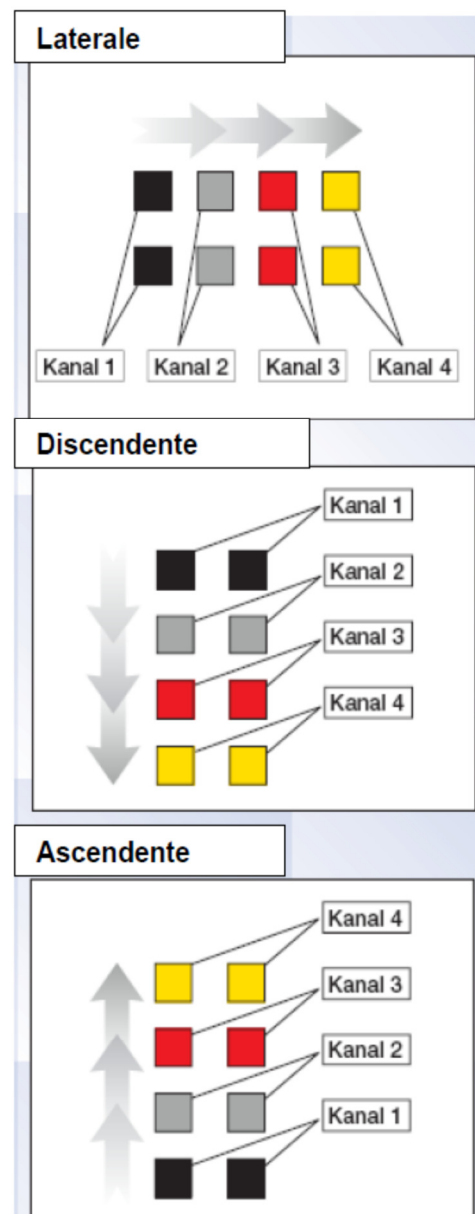 Laterale
Kanal 1 Kanal 2 Kanal 3 Kanal 4
Discendente
Kanal 1
Kanal 2
Kanal 3
Kanal 4
Ascendente
Kanal 4
Kanal 3
Kanal 2
Kanal 1